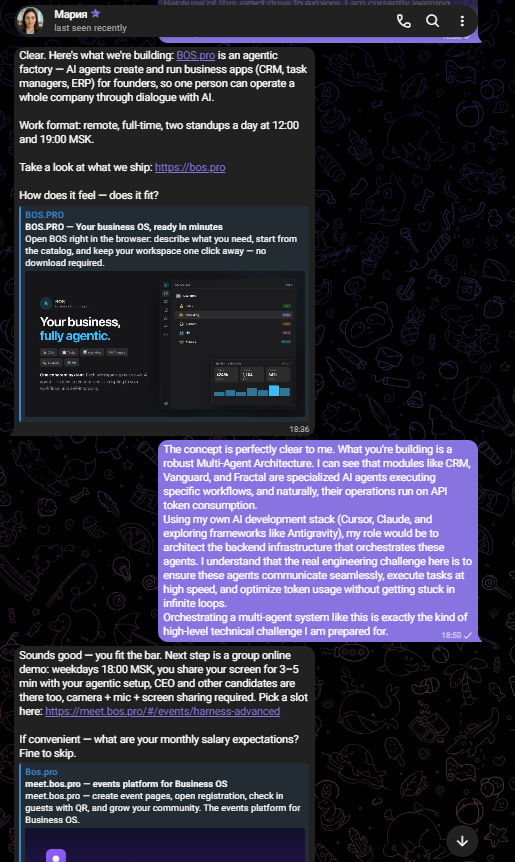 Мария
last seen recently
Because of this exact drive to explore, I am currently learning
Clear. Here's what we're building: BOS.pro is an agentic
factory — AI agents create and run business apps (CRM, task
managers, ERP) for founders, so one person can operate a
whole company through dialogue with AI.
Work format: remote, full-time, two standups a day at 12:00
and 19:00 MSK.
Take a look at what we ship: https://bos.pro
How does it feel — does it fit?
BOS.PRO
BOS.PRO — Your business OS, ready in minutes
Open BOS right in the browser: describe what you need, start from
the catalog, and keep your workspace one click away — no
download required.
Your business,
fully agentic.
18:36
The concept is perfectly clear to me. What you're building is a
robust Multi-Agent Architecture. I can see that modules like CRM,
Vanguard, and Fractal are specialized AI agents executing
specific workflows, and naturally, their operations run on API
token consumption.
Using my own AI development stack (Cursor, Claude, and
exploring frameworks like Antigravity), my role would be to
architect the backend infrastructure that orchestrates these
agents. I understand that the real engineering challenge here is to
ensure these agents communicate seamlessly, execute tasks at
high speed, and optimize token usage without getting stuck in
infinite loops.
Orchestrating a multi-agent system like this is exactly the kind of
high-level technical challenge I am prepared for.
18:50
Sounds good — you fit the bar. Next step is a group online
demo: weekdays 18:00 MSK, you share your screen for 3–5
min with your agentic setup, CEO and other candidates are
there too, camera + mic + screen sharing required. Pick a slot
here: https://meet.bos.pro/#/events/harness-advanced
If convenient — what are your monthly salary expectations?
Fine to skip.
Bos.pro
meet.bos.pro — events platform for Business OS
meet.bos.pro — create event pages, open registration, check in
guests with QR, and grow your community. The events platform for
Business OS.